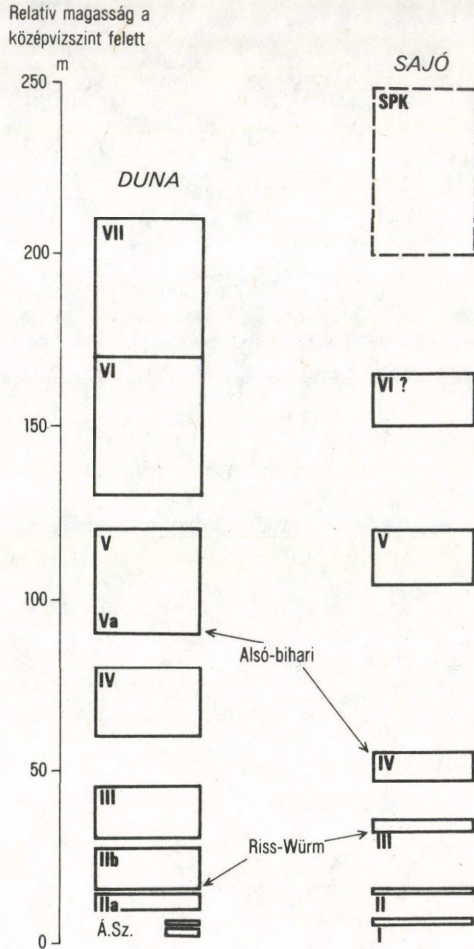 Relatív magasság a
középvízszint felett
m
250
200
150
100
50
0
DUNA
VII
VI
V
Va
IV
III
IIb
IIa
Á.Sz.
Alsó-bihari
Riss-Würm
SAJÓ
SPK
VI ?
V
IV
III
II
I